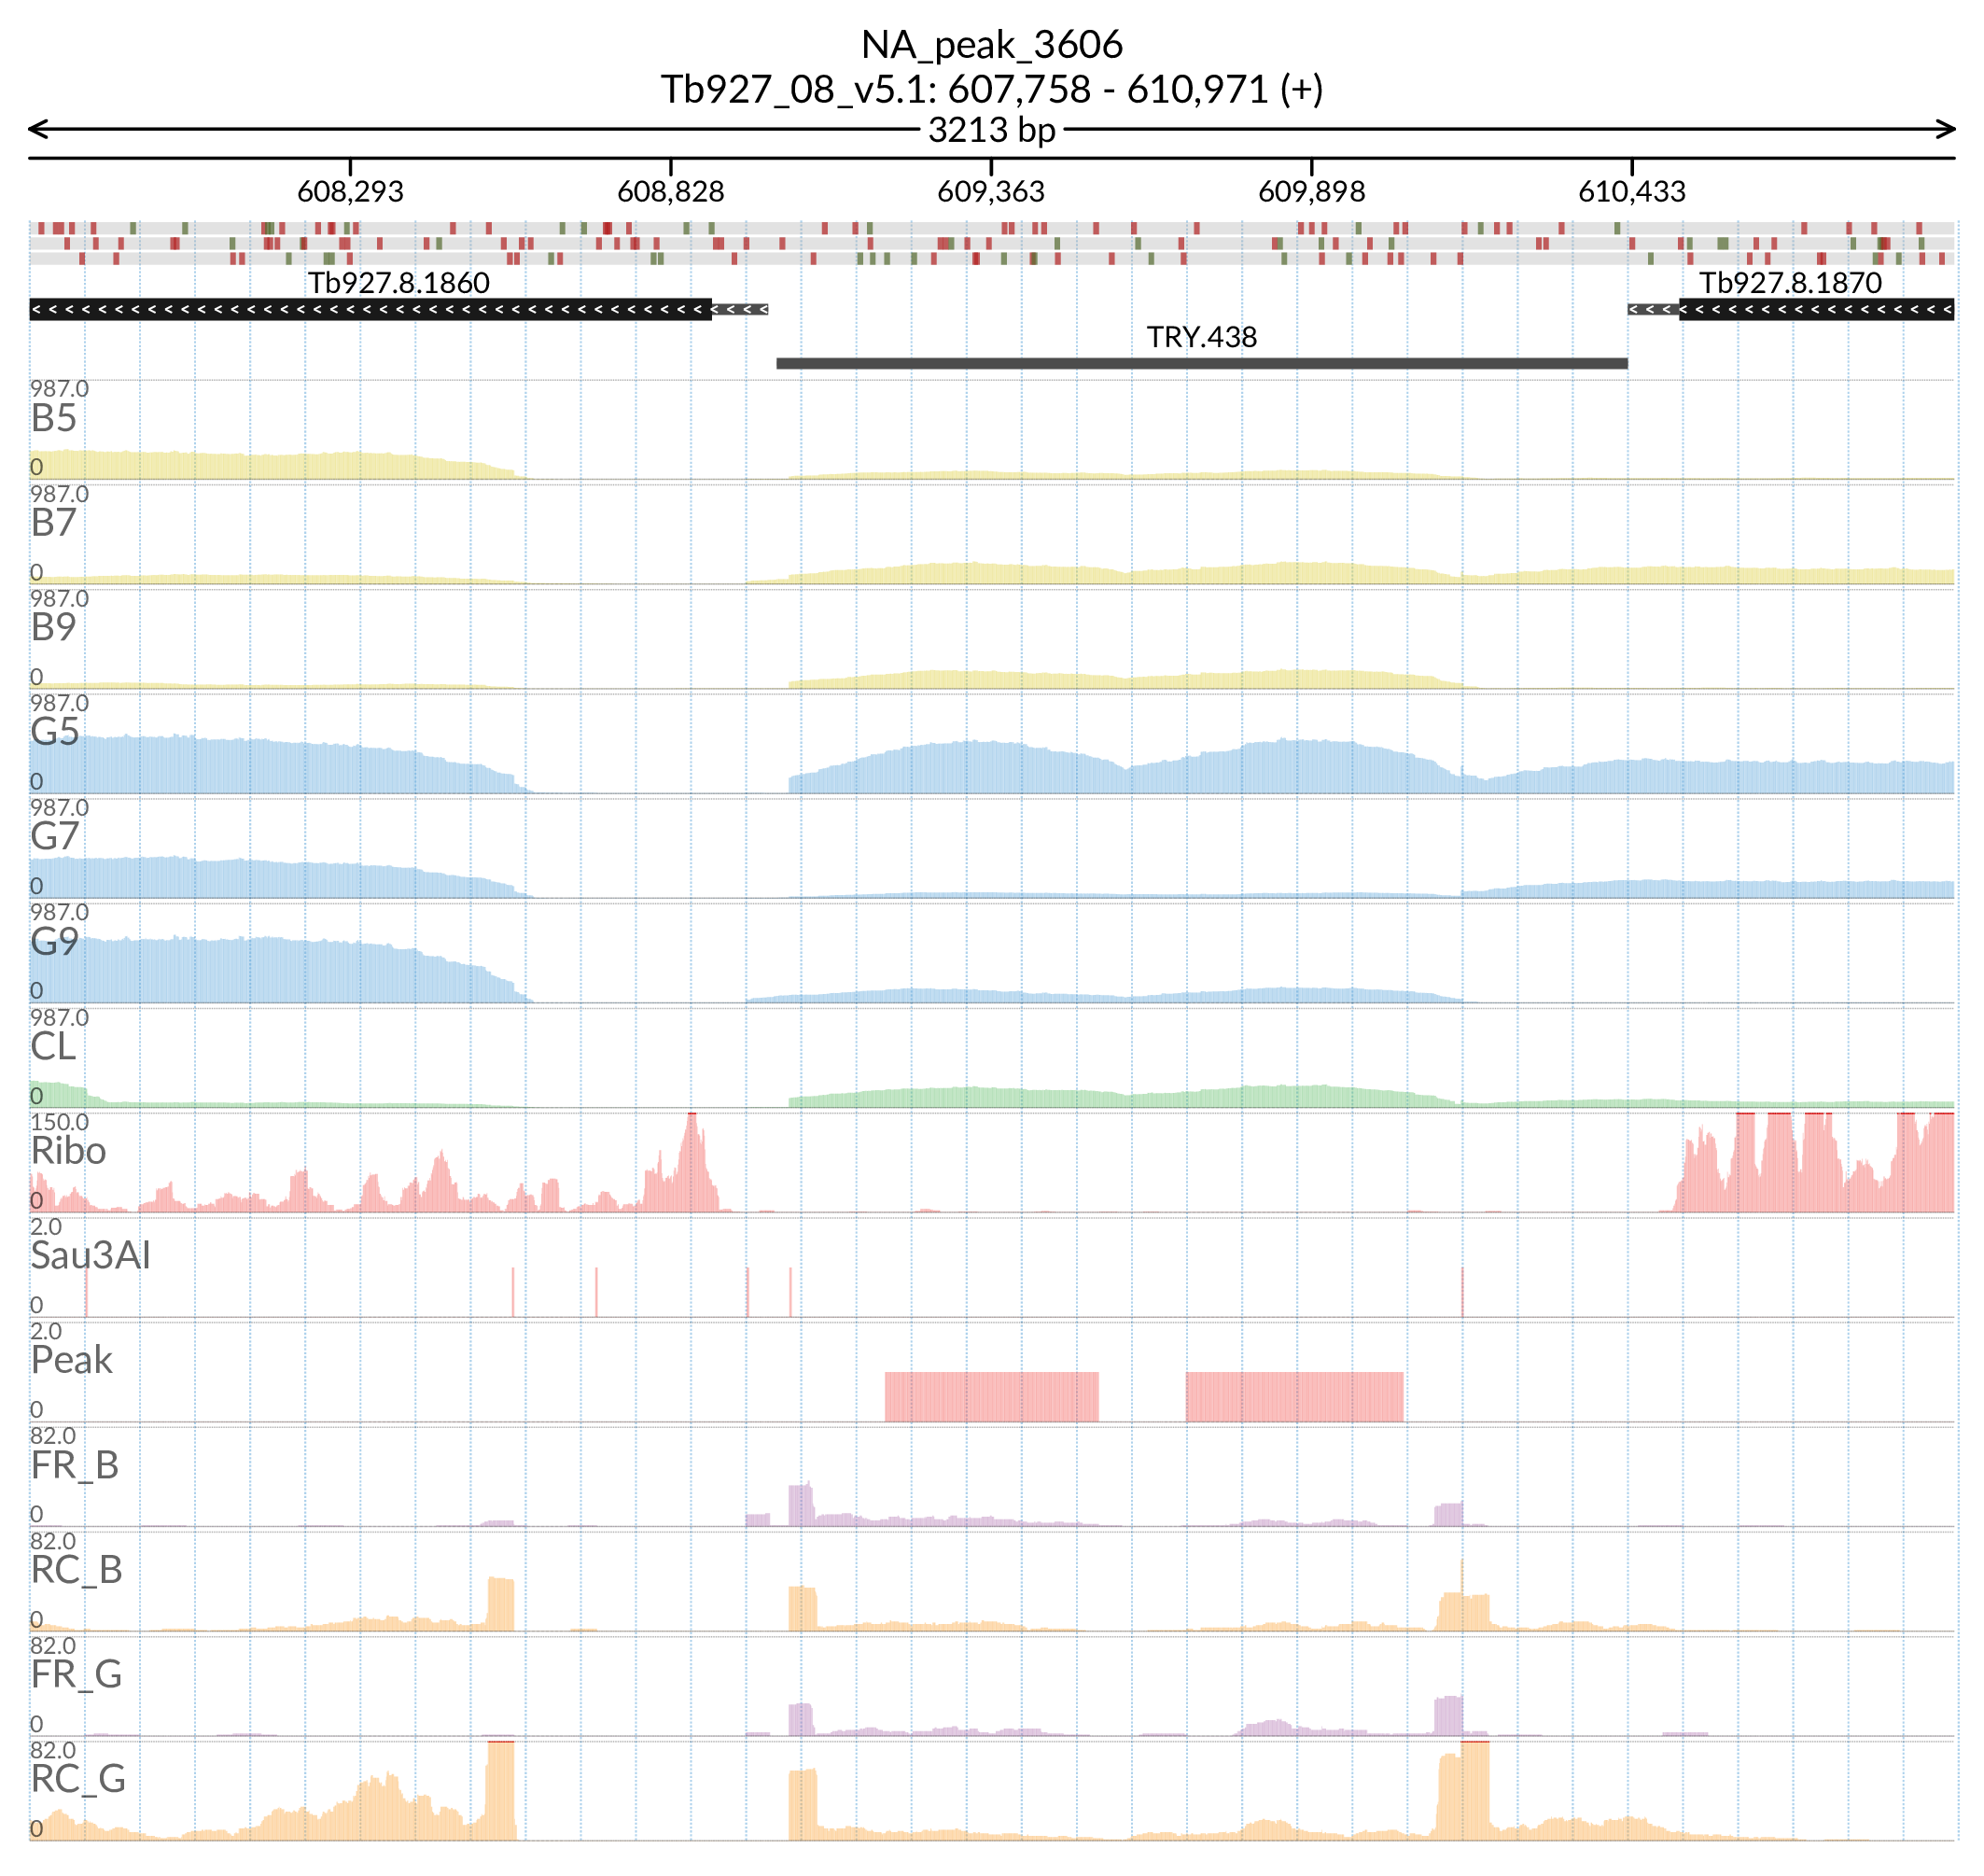 NA_peak_3606
Tb927_08_v5.1: 607,758 - 610,971 (+)
3213 bp
608,293 608,828 609,363 609,898 610,433
Tb927.8.1860 Tb927.8.1870
TRY.438
987.0
B5
0
987.0
B7
0
987.0
B9
0
987.0
G5
0
987.0
G7
0
987.0
G9
0
987.0
CL
0
150.0
Ribo
0
2.0
Sau3AI
0
2.0
Peak
0
82.0
FR_B
0
82.0
RC_B
0
82.0
FR_G
0
82.0
RC_G
0